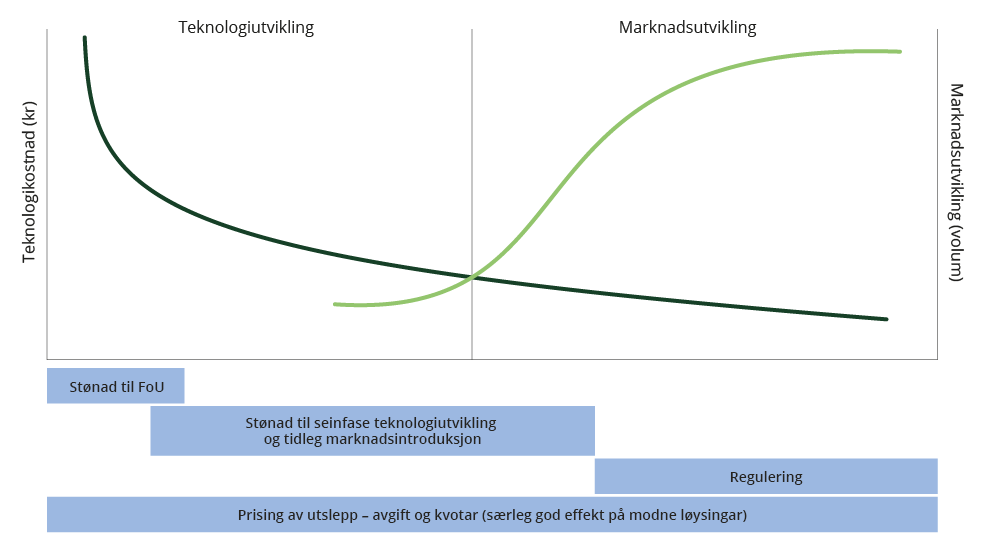 Teknologiutvikling
Marknadsutvikling
Teknologikostnad (kr)
Marknadsutvikling (volum)
Stønad til FoU
Stønad til seinfase teknologiutvikling
og tidleg marknadsintroduksjon
Regulering
Prising av utslepp – avgift og kvotar (særleg god effekt på modne løysingar)